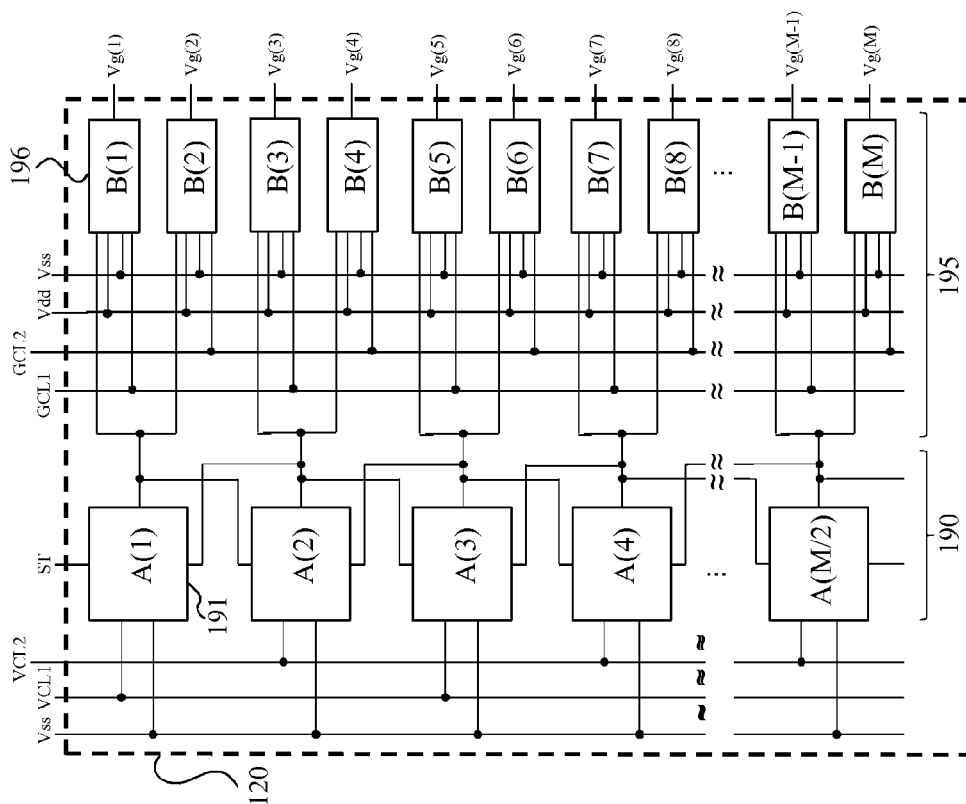 Vg(1)
Vg(2)
Vg(3)
Vg(4)
Vg(5)
Vg(6)
Vg(7)
Vg(8)
Vg(M-1)
Vg(M)
196
B(1)
B(2)
B(3)
B(4)
B(5)
B(6)
B(7)
B(8)
...
B(M-1)
B(M)
Vss
Vdd
GCL2
GCL1
195
ST
A(1)
A(2)
A(3)
A(4)
...
A(M/2)
191
190
VCL2
VCL1
Vss
120